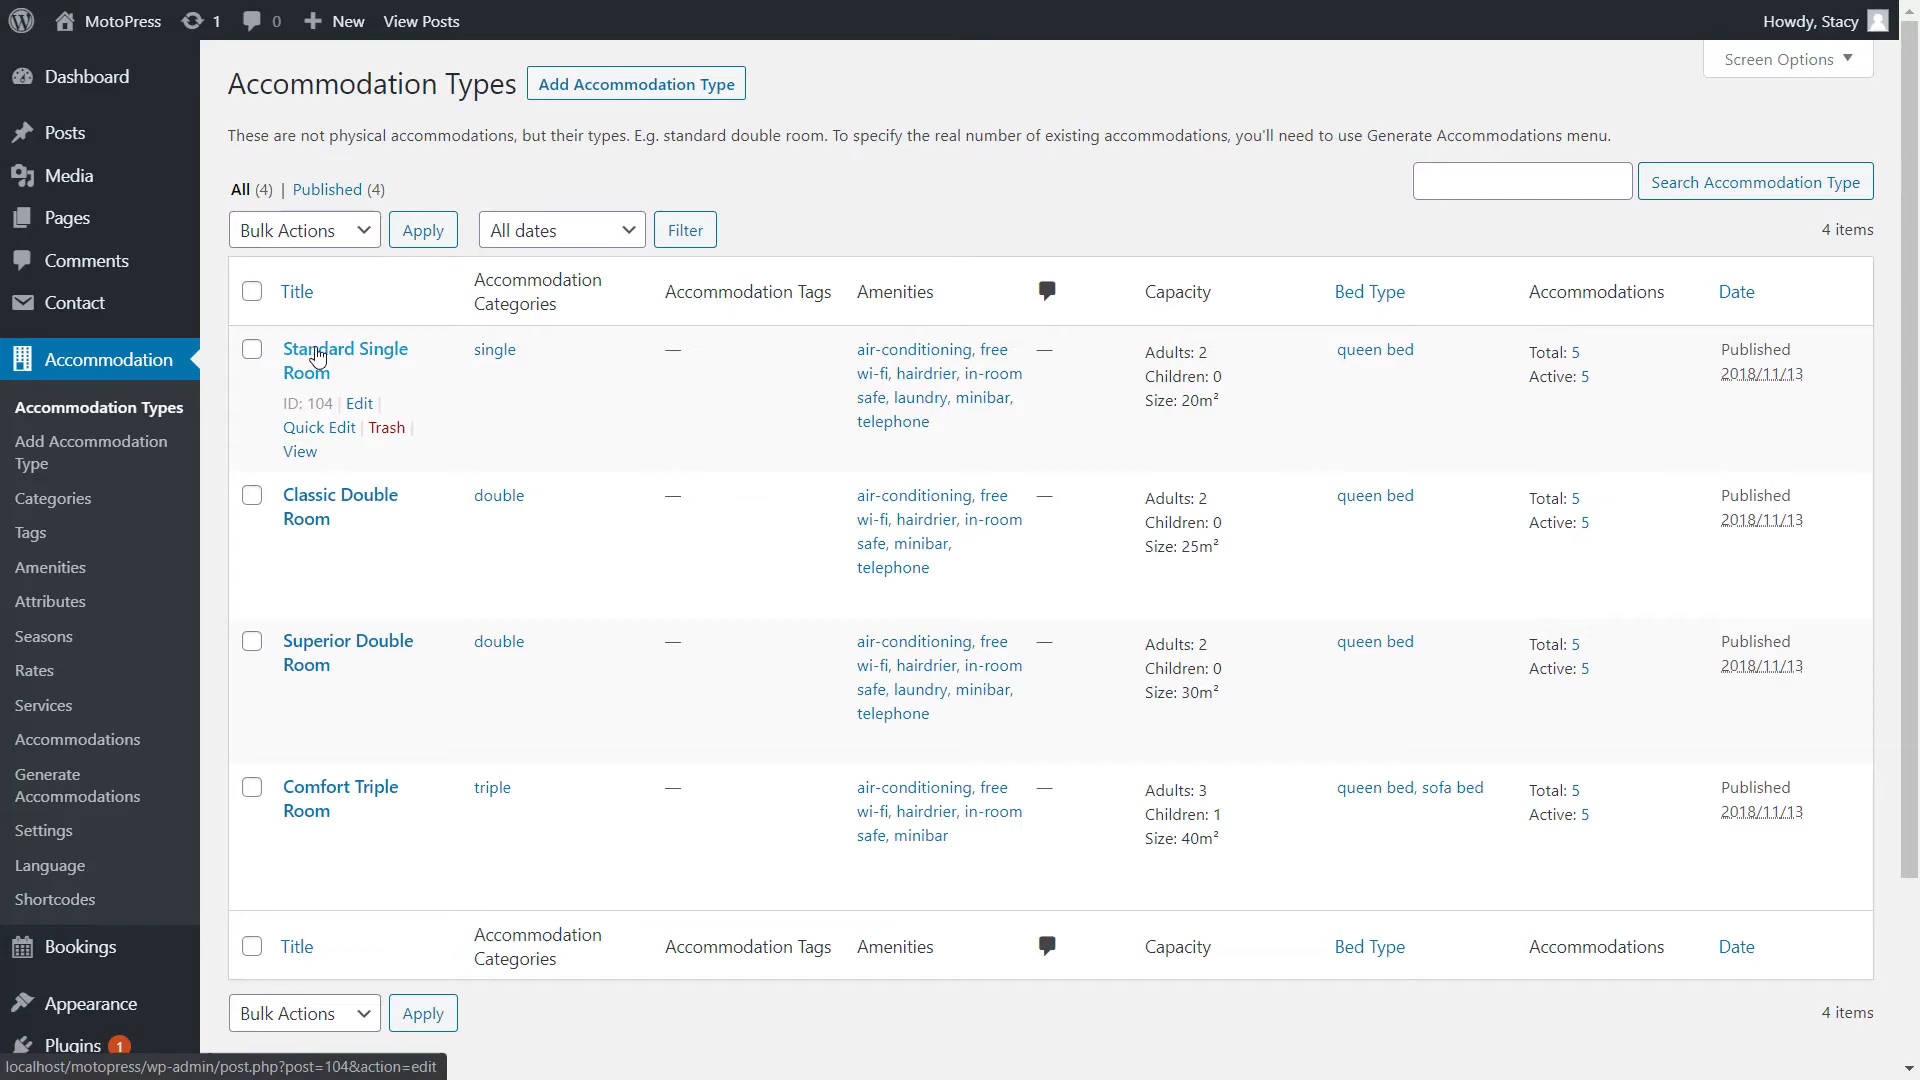 MotoPress 1 0 New View Posts Howdy, Stacy
Dashboard
Posts
Media
Pages
Comments
Contact
Accommodation
Accommodation Types
Add Accommodation
Type
Categories
Tags
Amenities
Attributes
Seasons
Rates
Services
Accommodations
Generate
Accommodations
Settings
Language
Shortcodes
Bookings
Appearance
Plugins 1
Screen Options
Accommodation Types Add Accommodation Type
These are not physical accommodations, but their types. E.g. standard double room. To specify the real number of existing accommodations, you'll need to use Generate Accommodations menu.
All (4) | Published (4)
Search Accommodation Type
Bulk Actions Apply All dates Filter 4 items
Title
Accommodation
Categories
Accommodation Tags
Amenities
Capacity
Bed Type
Accommodations
Date
Standard Single
Room
ID: 104 | Edit |
Quick Edit | Trash |
View
single
—
air-conditioning, free
wi-fi, hairdrier, in-room
safe, laundry, minibar,
telephone
—
Adults: 2
Children: 0
Size: 20m²
queen bed
Total: 5
Active: 5
Published
2018/11/13
Classic Double
Room
double
—
air-conditioning, free
wi-fi, hairdrier, in-room
safe, minibar,
telephone
—
Adults: 2
Children: 0
Size: 25m²
queen bed
Total: 5
Active: 5
Published
2018/11/13
Superior Double
Room
double
—
air-conditioning, free
wi-fi, hairdrier, in-room
safe, laundry, minibar,
telephone
—
Adults: 2
Children: 0
Size: 30m²
queen bed
Total: 5
Active: 5
Published
2018/11/13
Comfort Triple
Room
triple
—
air-conditioning, free
wi-fi, hairdrier, in-room
safe, minibar
—
Adults: 3
Children: 1
Size: 40m²
queen bed, sofa bed
Total: 5
Active: 5
Published
2018/11/13
Title
Accommodation
Categories
Accommodation Tags
Amenities
Capacity
Bed Type
Accommodations
Date
Bulk Actions Apply 4 items
localhost/motopress/wp-admin/post.php?post=104&action=edit